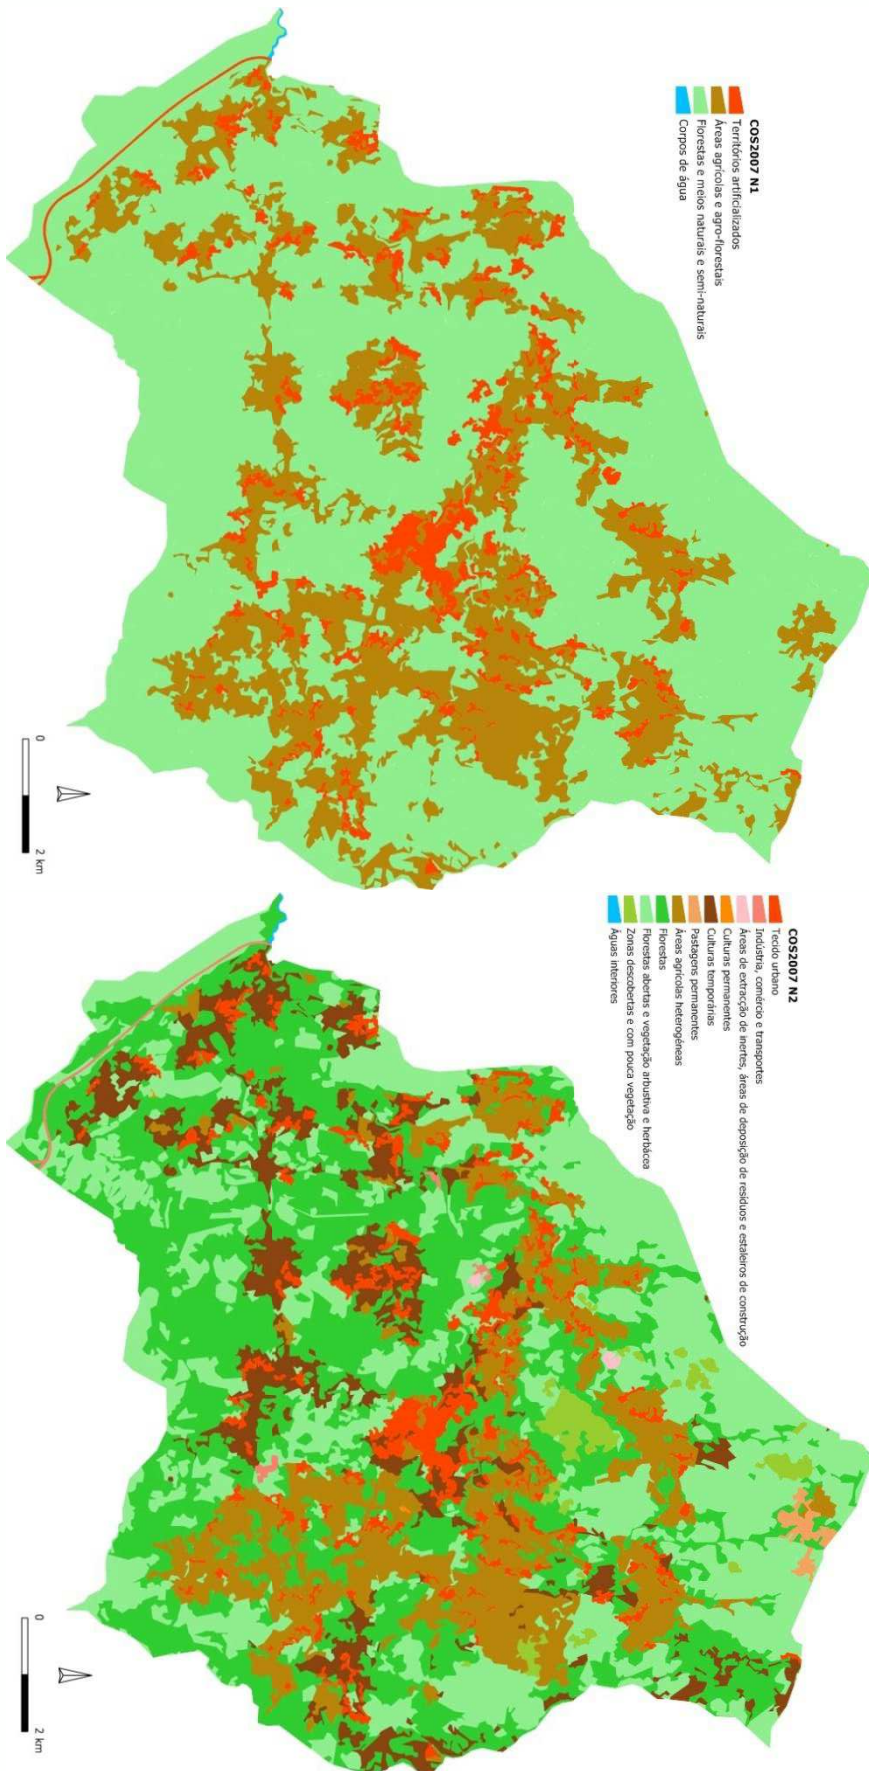 COS2007 N1
Territórios artificializados
Áreas agrícolas e agro-florestais
Florestas e meios naturais e semi-naturais
Corpos de água
0
2 km
COS2007 N2
Tecido urbano
Indústria, comércio e transportes
Áreas de extracção de inertes, áreas de deposição de resíduos e estaleiros de construção
Culturas permanentes
Culturas temporárias
Pastagens permanentes
Áreas agrícolas heterogéneas
Florestas
Florestas abertas e vegetação arbustiva e herbácea
Zonas descobertas e com pouca vegetação
Águas interiores
0
2 km